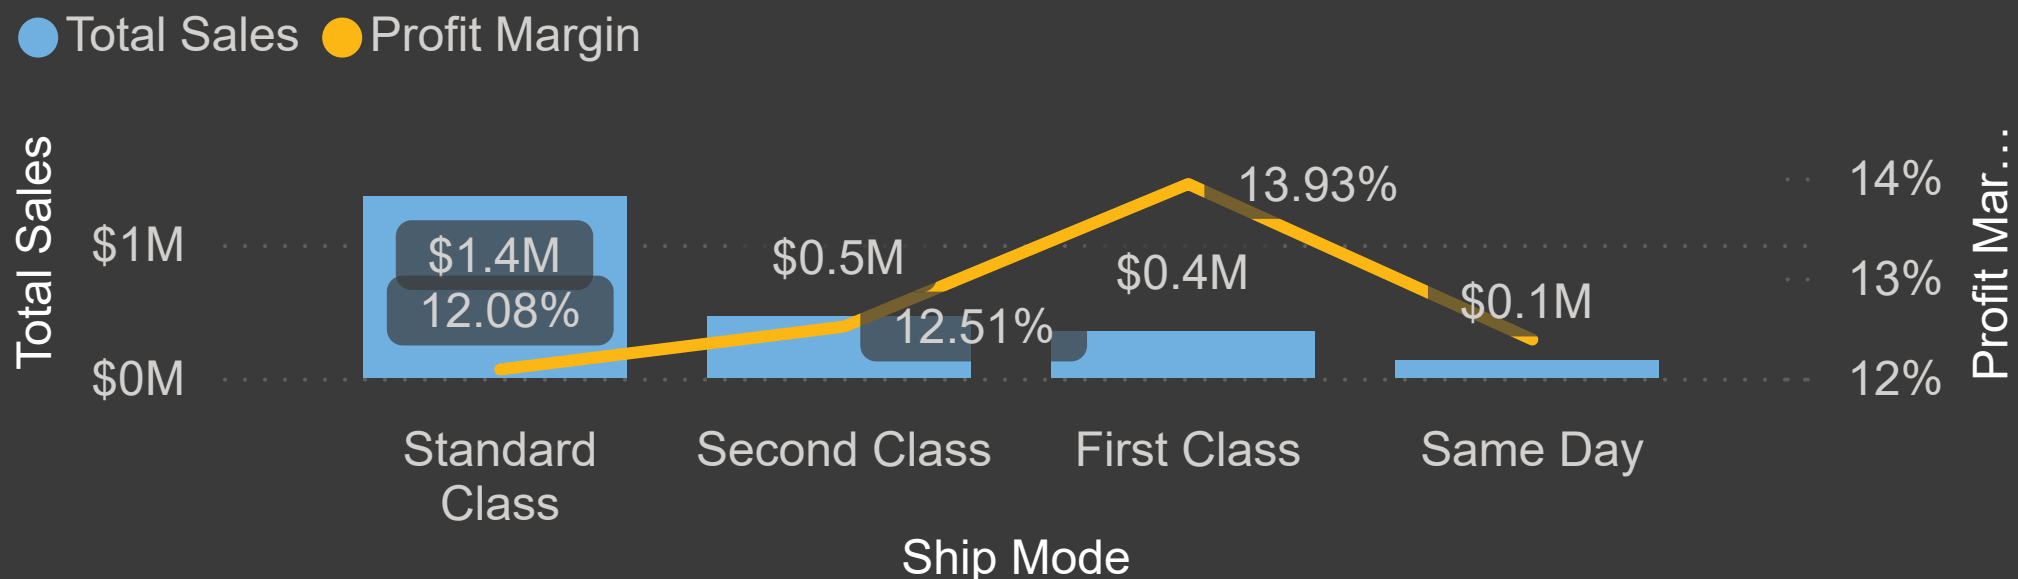 Total Sales Profit Margin
Total Sales
$1M
$0M
$1.4M
12.08%
$0.5M
12.51%
$0.4M
13.93%
$0.1M
14%
13%
12%
Profit Mar...
Standard
Class
Second Class
First Class
Same Day
Ship Mode